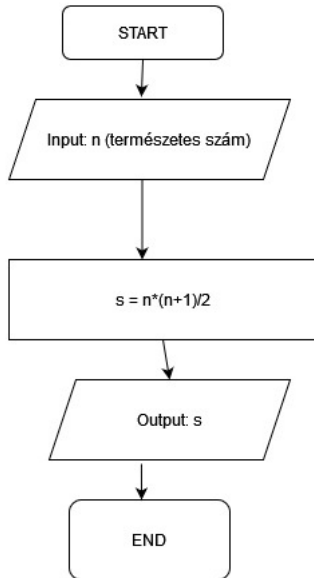 START
Input: n (természetes szám)
s = n*(n+1)/2
Output: s
END